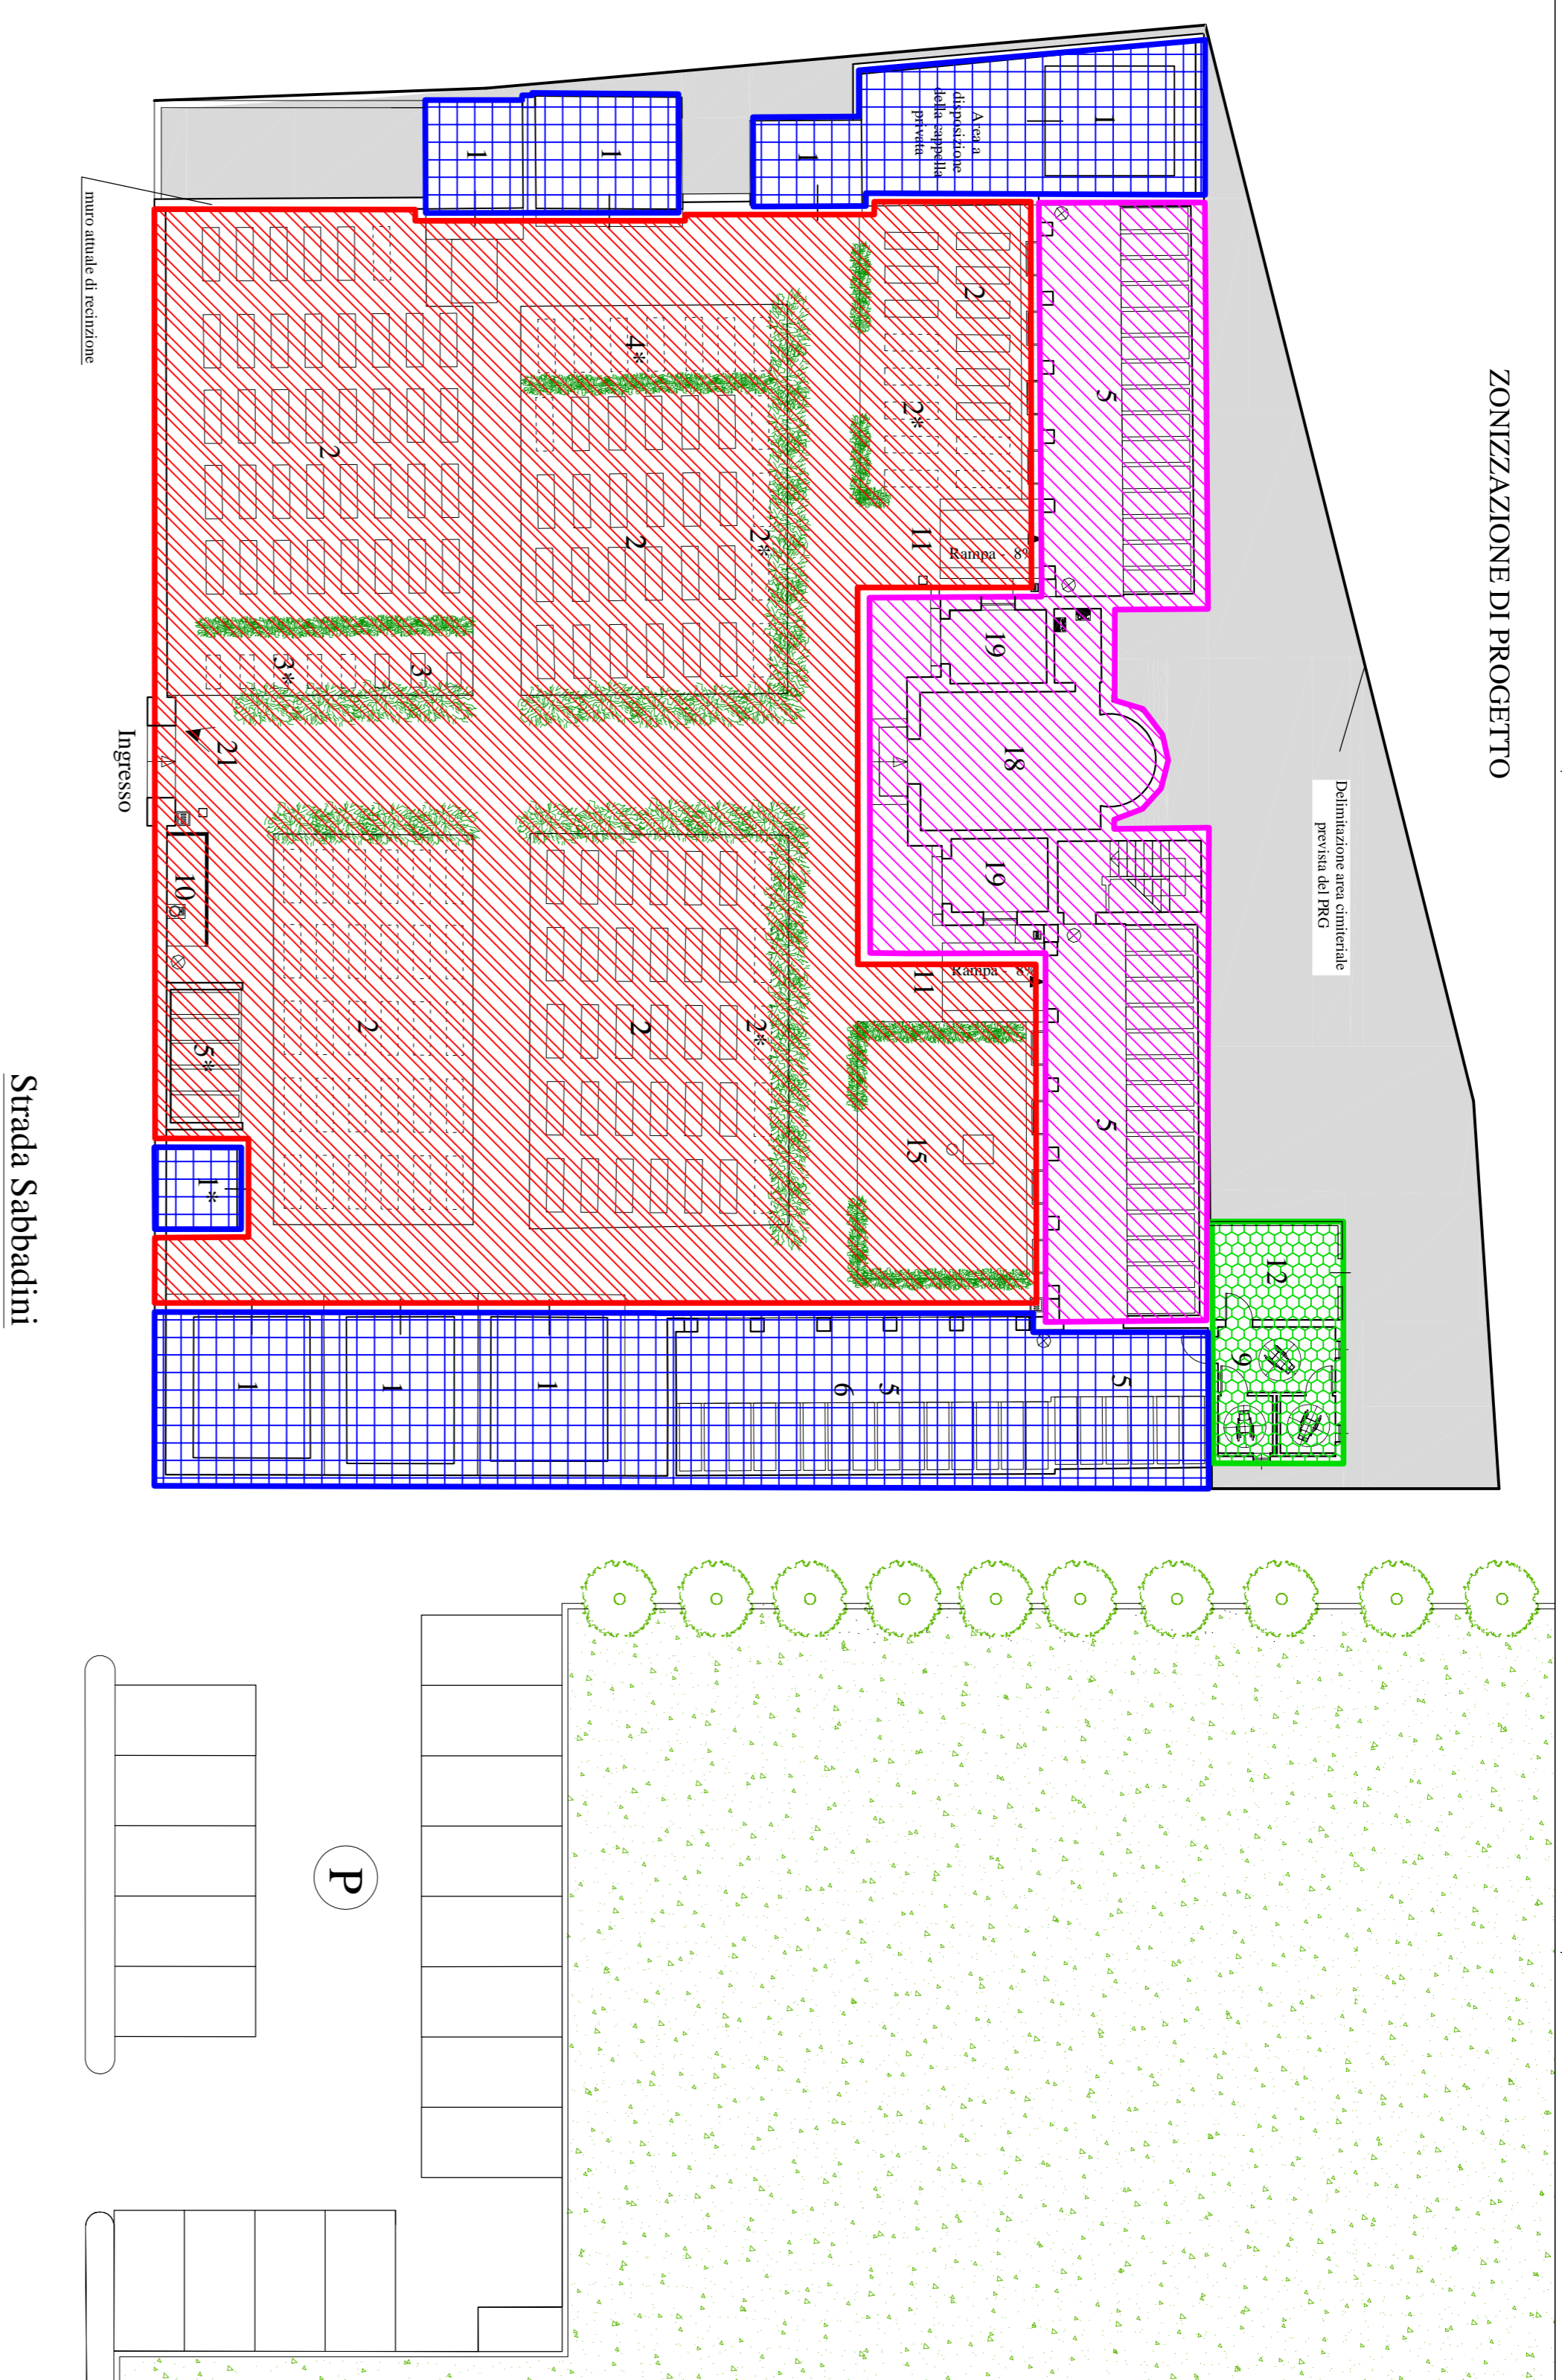 ZONIZZAZIONE DI PROGETTO
Delimitazione area cimiteriale
prevista del PRG
1
Area a
disposizione
della cappella
privata
1
1
1
5
5
12
9
2
2*
11
Rampa - 8%
19
18
19
Rampa - 8%
11
15
5
5
6
4*
2
2*
2
2*
2
3*
3
2
1
1
1
21
10
5*
1*
muro attuale di recinzione
Ingresso
Strada Sabbadini
P